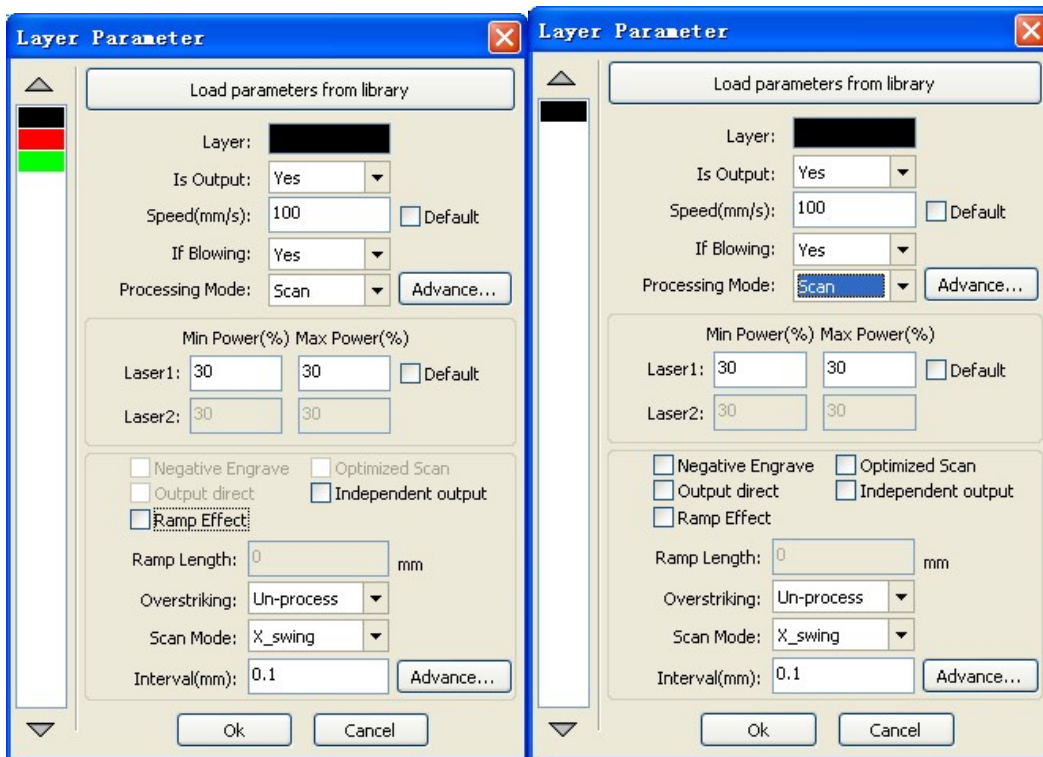 Layer Parameter
Load parameters from library
Layer:
Is Output: Yes
Speed(mm/s): 100 Default
If Blowing: Yes
Processing Mode: Scan Advance...
Min Power(%) Max Power(%)
Laser1: 30 30 Default
Laser2: 30 30
Negative Engrave Optimized Scan
Output direct Independent output
Ramp Effect
Ramp Length: 0 mm
Overstriking: Un-process
Scan Mode: X_swing
Interval(mm): 0.1 Advance...
Ok Cancel
Layer Parameter
Load parameters from library
Layer:
Is Output: Yes
Speed(mm/s): 100 Default
If Blowing: Yes
Processing Mode: Scan Advance...
Min Power(%) Max Power(%)
Laser1: 30 30 Default
Laser2: 30 30
Negative Engrave Optimized Scan
Output direct Independent output
Ramp Effect
Ramp Length: 0 mm
Overstriking: Un-process
Scan Mode: X_swing
Interval(mm): 0.1 Advance...
Ok Cancel